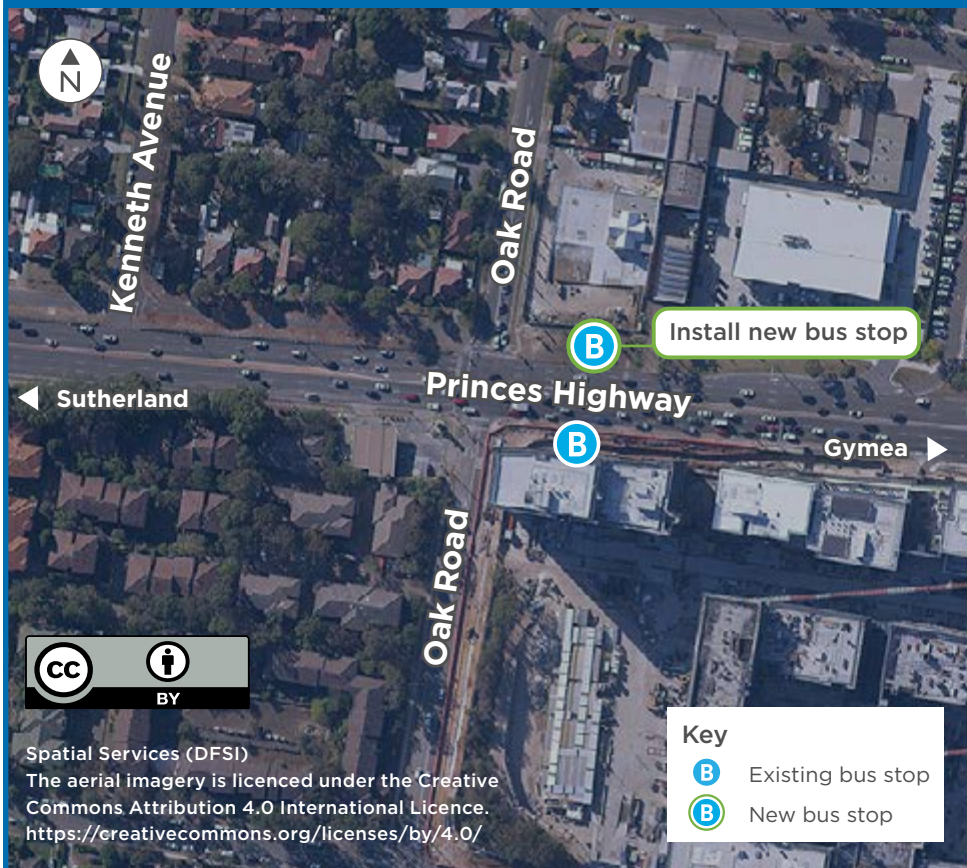 N
Kenneth Avenue
Oak Road
B
Install new bus stop
Princes Highway
Sutherland
B
Gymea
Oak Road
cc
BY
Spatial Services (DFSI)
The aerial imagery is licenced under the Creative
Commons Attribution 4.0 International Licence.
https://creativecommons.org/licenses/by/4.0/
Key
B Existing bus stop
B New bus stop